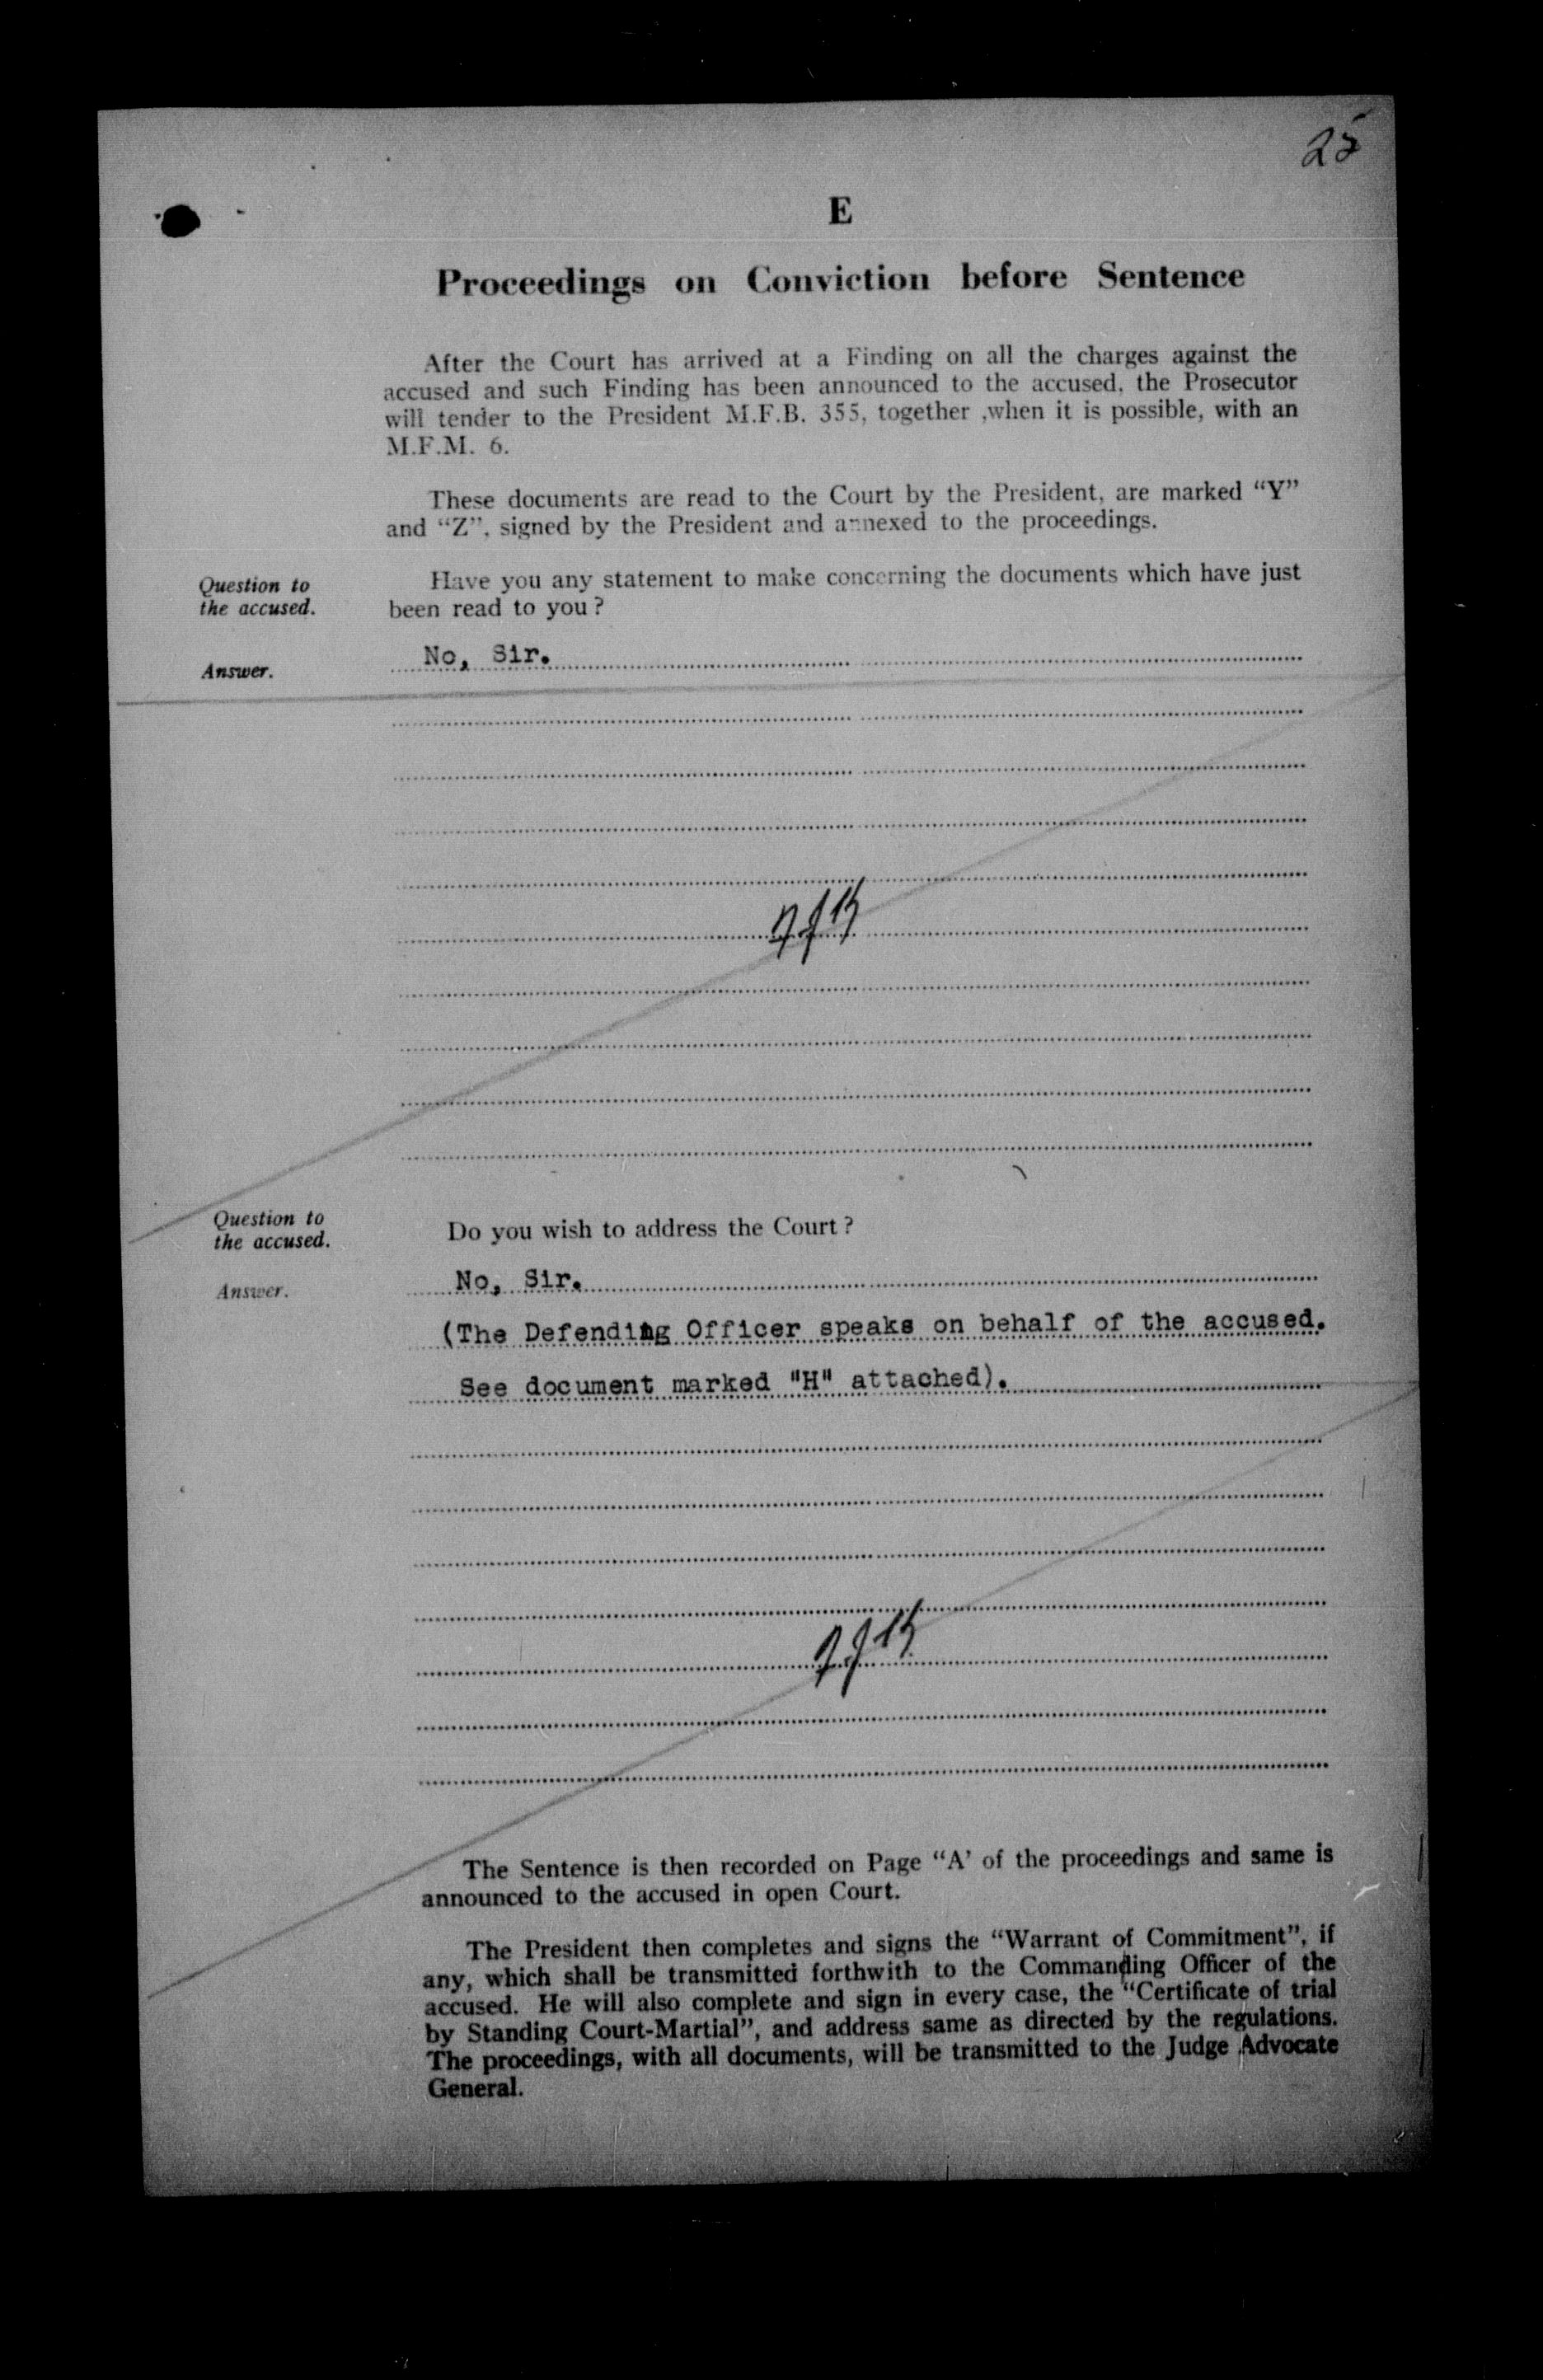 25
E
Proceedings on Conviction before Sentence
After the Court has arrived at a Finding on all the charges against the
accused and such Finding has been announced to the accused, the Prosecutor
will tender to the President M.F.B. 355, together ,when it is possible, with an
M.F.M. 6.
These documents are read to the Court by the President, are marked “Y”
and “Z”, signed by the President and annexed to the proceedings.
Question to
the accused.
Have you any statement to make concerning the documents which have just
been read to you?
Answer.
No, Sir.
Question to
the accused.
Do you wish to address the Court?
Answer.
No, Sir.
(The Defending Officer speaks on behalf of the accused.
See document marked "H" attached).
The Sentence is then recorded on Page “A’ of the proceedings and same is
announced to the accused in open Court.
The President then completes and signs the “Warrant of Commitment”, if
any, which shall be transmitted forthwith to the Commanding Officer of the
accused. He will also complete and sign in every case, the “Certificate of trial
by Standing Court-Martial”, and address same as directed by the regulations.
The proceedings, with all documents, will be transmitted to the Judge Advocate
General.